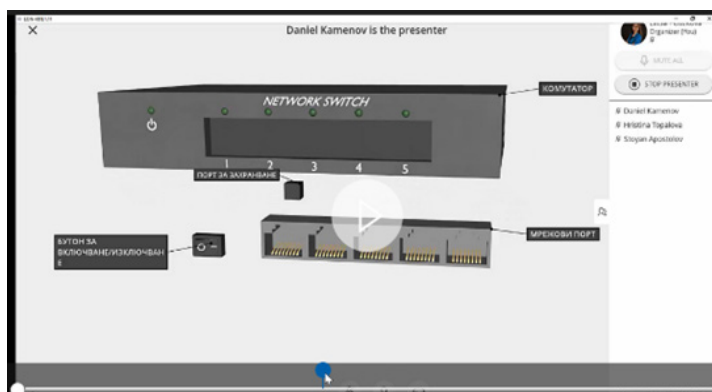 Daniel Kamenov is the presenter
Organizer (You)
MUTE ALL
STOP PRESENTER
Daniel Kamenov
Hristina Topalova
Stoyan Apostolov
КОМУТАТОР
NETWORK SWITCH
1 2 3 4 5
ПОРТ ЗА ЗАХРАНВАНЕ
БУТОН ЗА
ВКЛЮЧВАНЕ/ИЗКЛЮЧВАН
Е
МРЕЖОВИ ПОРТ